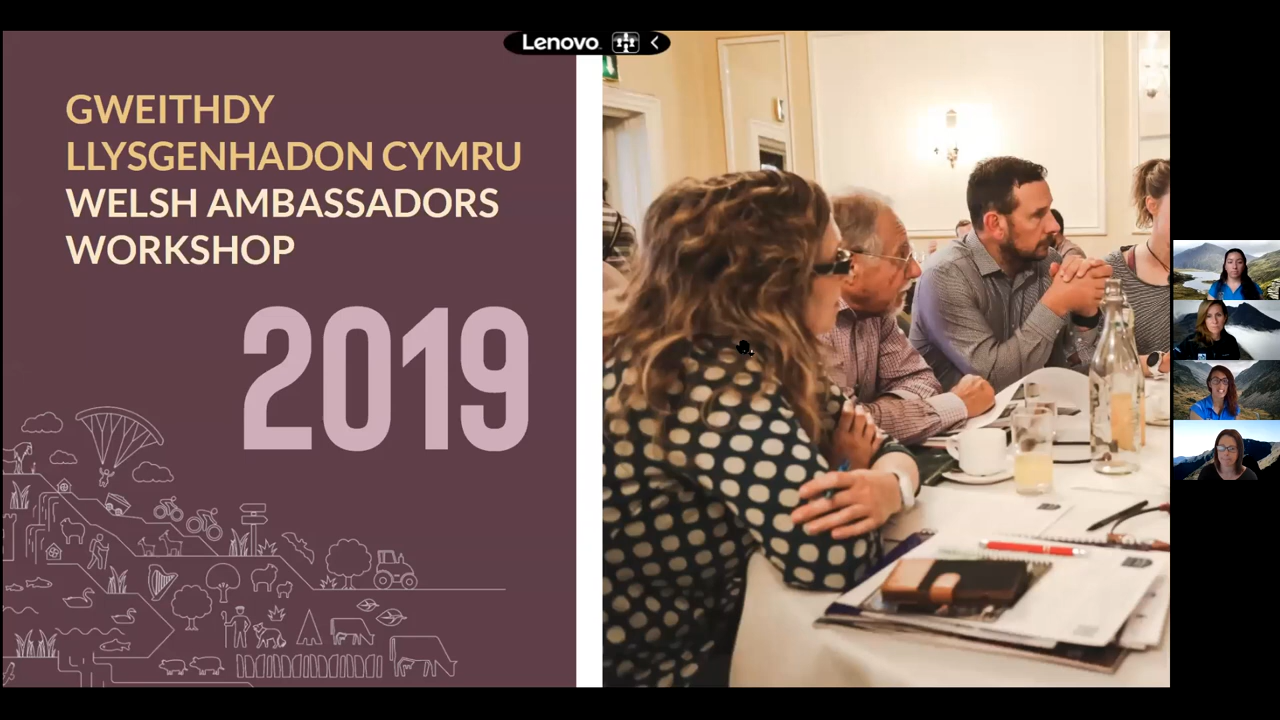 Lenovo
GWEITHDY
LLYSGENHADON CYMRU
WELSH AMBASSADORS
WORKSHOP
2019